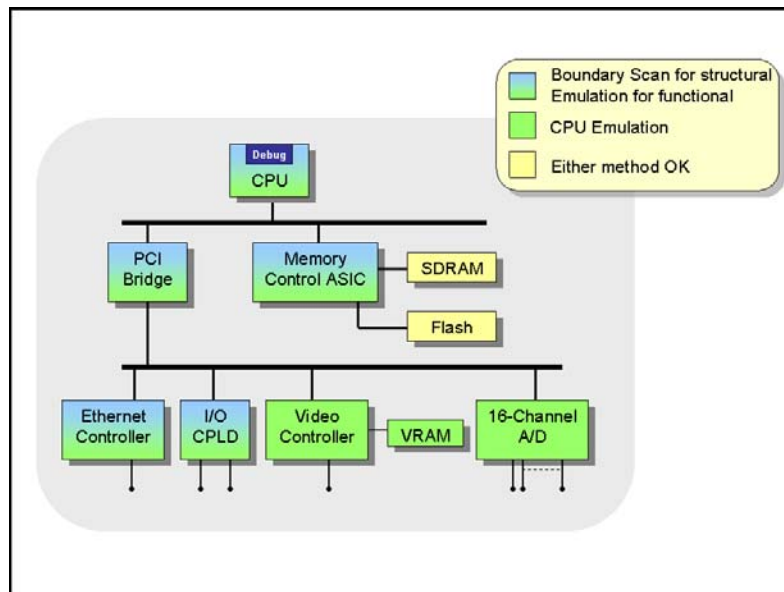 Boundary Scan for structural
Emulation for functional
CPU Emulation
Either method OK
Debug
CPU
PCI
Bridge
Memory
Control ASIC
SDRAM
Flash
Ethernet
Controller
I/O
CPLD
Video
Controller
VRAM
16-Channel
A/D